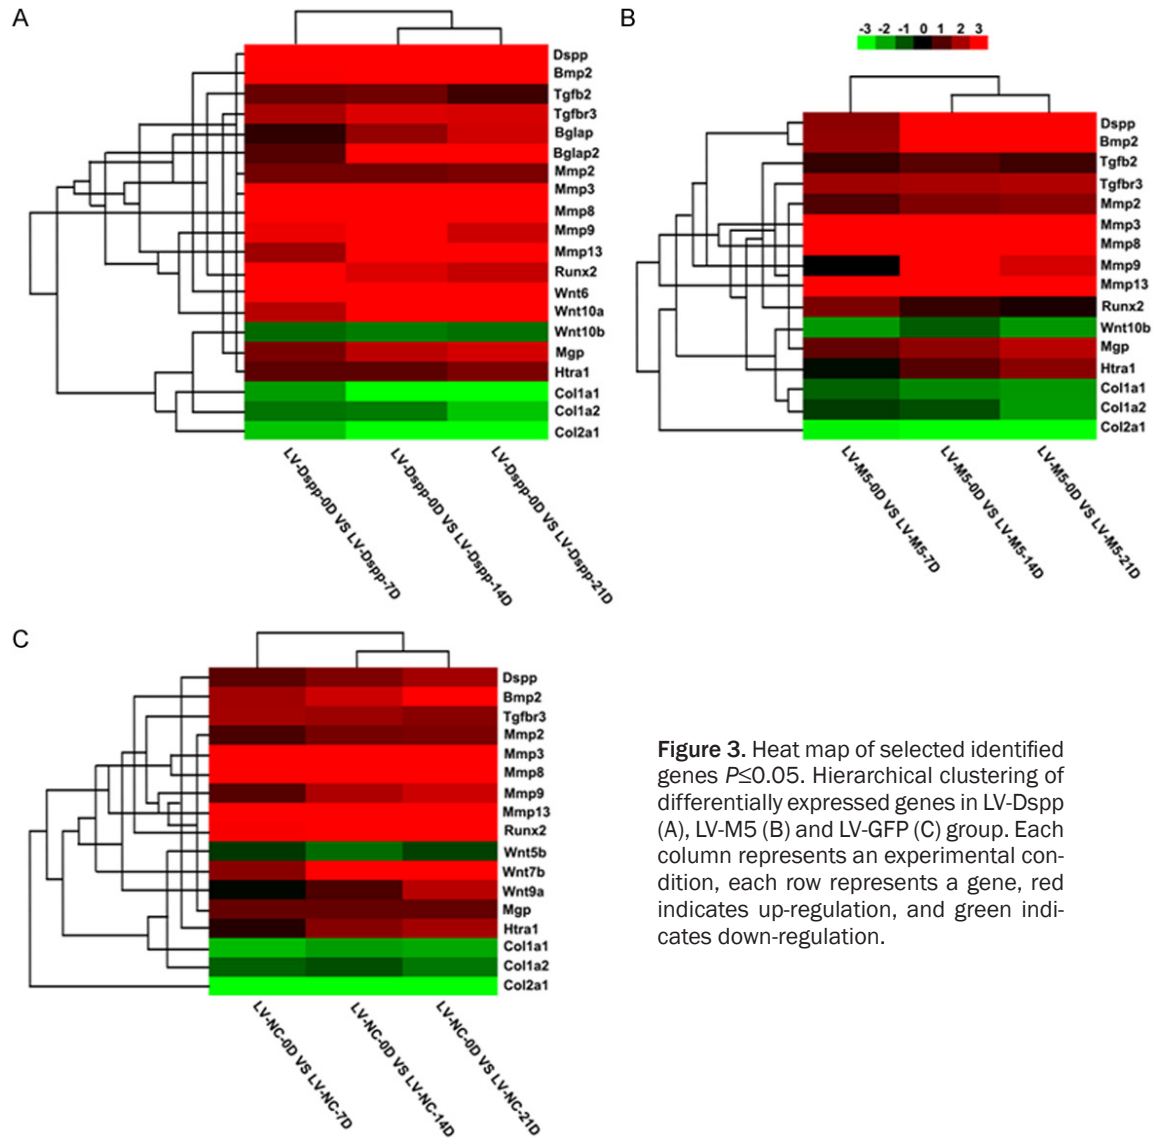 A
Dspp
Bmp2
Tgfb2
Tgfbr3
Bglap
Bglap2
Mmp2
Mmp3
Mmp8
Mmp9
Mmp13
Runx2
Wnt6
Wnt10a
Wnt10b
Mgp
Htra1
Col1a1
Col1a2
Col2a1
LV-Dspp-0D VS LV-Dspp-7D
LV-Dspp-0D VS LV-Dspp-14D
LV-Dspp-0D VS LV-Dspp-21D
B
-3 -2 -1 0 1 2 3
Dspp
Bmp2
Tgfb2
Tgfbr3
Mmp2
Mmp3
Mmp8
Mmp9
Mmp13
Runx2
Wnt10b
Mgp
Htra1
Col1a1
Col1a2
Col2a1
LV-M5-0D VS LV-M5-7D
LV-M5-0D VS LV-M5-14D
LV-M5-0D VS LV-M5-21D
C
Dspp
Bmp2
Tgfbr3
Mmp2
Mmp3
Mmp8
Mmp9
Mmp13
Runx2
Wnt5b
Wnt7b
Wnt9a
Mgp
Htra1
Col1a1
Col1a2
Col2a1
LV-NC-0D VS LV-NC-7D
LV-NC-0D VS LV-NC-14D
LV-NC-0D VS LV-NC-21D
Figure 3. Heat map of selected identified
genes P≤0.05. Hierarchical clustering of
differentially expressed genes in LV-Dspp
(A), LV-M5 (B) and LV-GFP (C) group. Each
column represents an experimental con-
dition, each row represents a gene, red
indicates up-regulation, and green indi-
cates down-regulation.